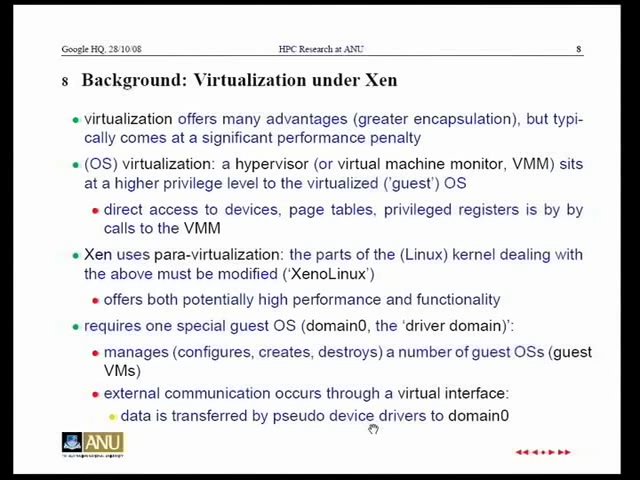 Google HQ, 28/10/08 HPC Research at ANU 8
8 Background: Virtualization under Xen
virtualization offers many advantages (greater encapsulation), but typi-
cally comes at a significant performance penalty
(OS) virtualization: a hypervisor (or virtual machine monitor, VMM) sits
at a higher privilege level to the virtualized ('guest') OS
direct access to devices, page tables, privileged registers is by by
calls to the VMM
Xen uses para-virtualization: the parts of the (Linux) kernel dealing with
the above must be modified ('XenoLinux')
offers both potentially high performance and functionality
requires one special guest OS (domain0, the 'driver domain)':
manages (configures, creates, destroys) a number of guest OSs (guest
VMs)
external communication occurs through a virtual interface:
data is transferred by pseudo device drivers to domain0
ANU